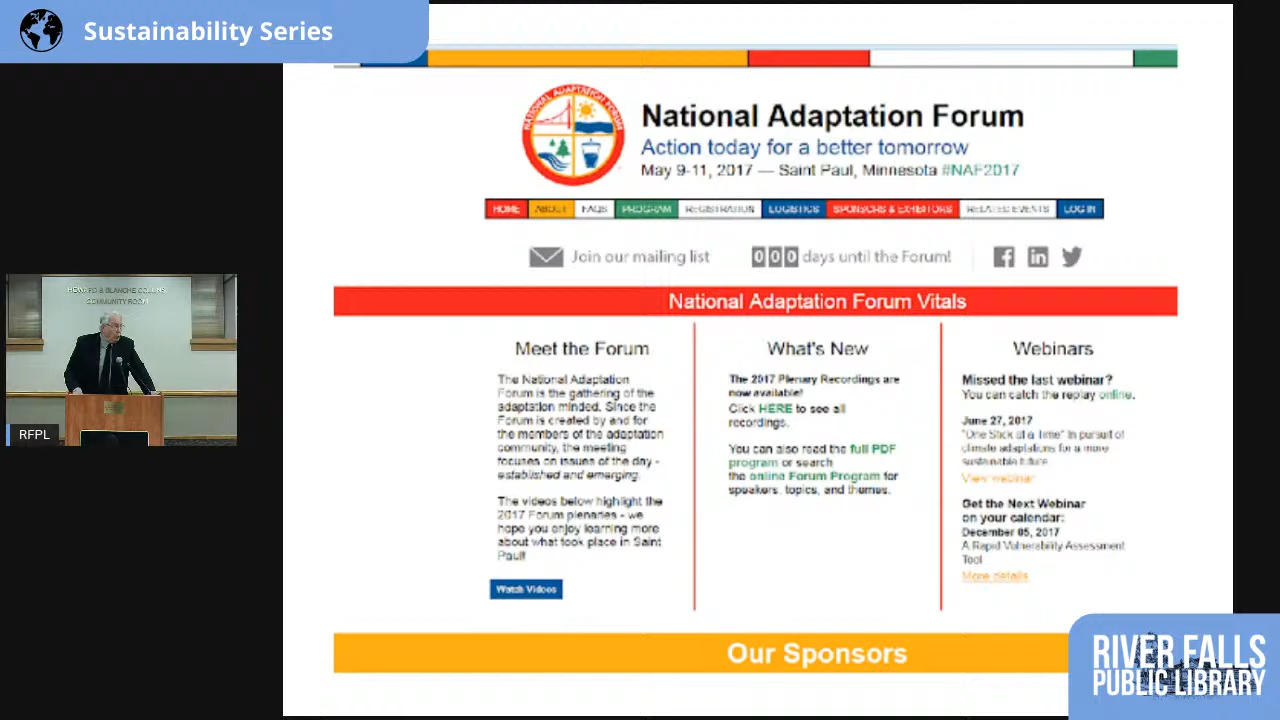 Sustainability Series
NATIONAL ADAPTATION FORUM
National Adaptation Forum
Action today for a better tomorrow
May 9-11, 2017 — Saint Paul, Minnesota #NAF2017
HOME ABOUT FAQS PROGRAM REGISTRATION LOGISTICS SPONSORS & EXHIBITORS RELATED EVENTS LOG IN
Join our mailing list 000 days until the Forum!
National Adaptation Forum Vitals
Meet the Forum
The National Adaptation
Forum is the gathering of the
adaptation minded. Since the
Forum is created by and for
the members of the adaptation
community, the meeting
focuses on issues of the day -
established and emerging.
The videos below highlight the
2017 Forum plenaries - we
hope you enjoy learning more
about what took place in Saint
Paul!
Watch Videos
What's New
The 2017 Plenary Recordings are
now available!
Click HERE to see all
recordings.
You can also read the full PDF
program or search
the online Forum Program for
speakers, topics, and themes.
Webinars
Missed the last webinar?
You can catch the replay online.
June 27, 2017
"One Stick at a Time" In pursuit of
climate adaptations for a more
sustainable future
View webinar
Get the Next Webinar
on your calendar:
December 05, 2017
A Rapid Vulnerability Assessment
Tool
More details
Our Sponsors
HOWARD & BLANCHE COLLINS
COMMUNITY ROOM
RFPL
RIVER FALLS
PUBLIC LIBRARY